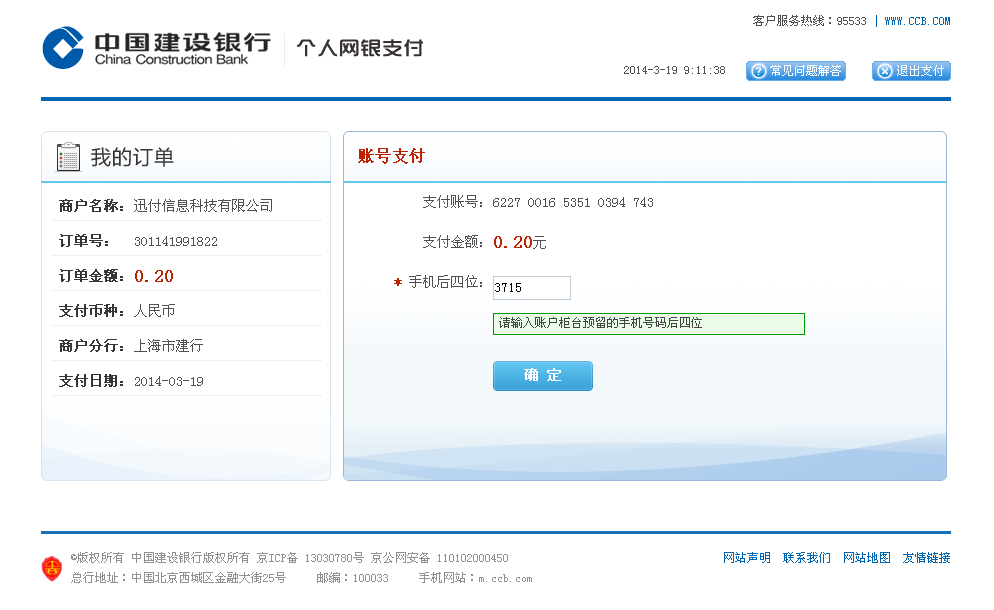 客户服务热线：95533 | WWW.CCB.COM
中国建设银行 个人网银支付
China Construction Bank
2014-3-19 9:11:38 常见问题解答 退出支付
我的订单
商户名称：迅付信息科技有限公司
订单号：301141991822
订单金额：0.20
支付币种：人民币
商户分行：上海市建行
支付日期：2014-03-19
账号支付
支付账号：6227 0016 5351 0394 743
支付金额：0.20元
* 手机后四位：3715
请输入账户柜台预留的手机号码后四位
确 定
©版权所有 中国建设银行版权所有 京ICP备 13030780号 京公网安备 110102000450
总行地址：中国北京西城区金融大街25号 邮编：100033 手机网站：m.ccb.com
网站声明 联系我们 网站地图 友情链接